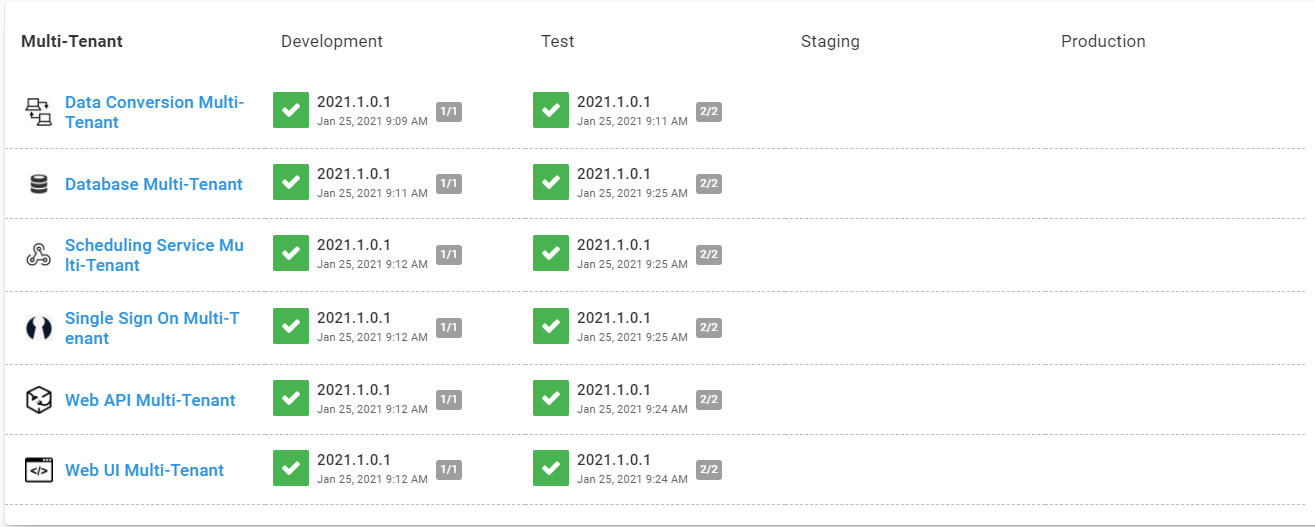 Multi-Tenant Development Test Staging Production
Data Conversion Multi-
Tenant
2021.1.0.1
Jan 25, 2021 9:09 AM
1/1
2021.1.0.1
Jan 25, 2021 9:11 AM
2/2
Database Multi-Tenant
2021.1.0.1
Jan 25, 2021 9:11 AM
1/1
2021.1.0.1
Jan 25, 2021 9:25 AM
2/2
Scheduling Service Mu
lti-Tenant
2021.1.0.1
Jan 25, 2021 9:12 AM
1/1
2021.1.0.1
Jan 25, 2021 9:25 AM
2/2
Single Sign On Multi-T
enant
2021.1.0.1
Jan 25, 2021 9:12 AM
1/1
2021.1.0.1
Jan 25, 2021 9:25 AM
2/2
Web API Multi-Tenant
2021.1.0.1
Jan 25, 2021 9:12 AM
1/1
2021.1.0.1
Jan 25, 2021 9:24 AM
2/2
</>
Web UI Multi-Tenant
2021.1.0.1
Jan 25, 2021 9:12 AM
1/1
2021.1.0.1
Jan 25, 2021 9:24 AM
2/2